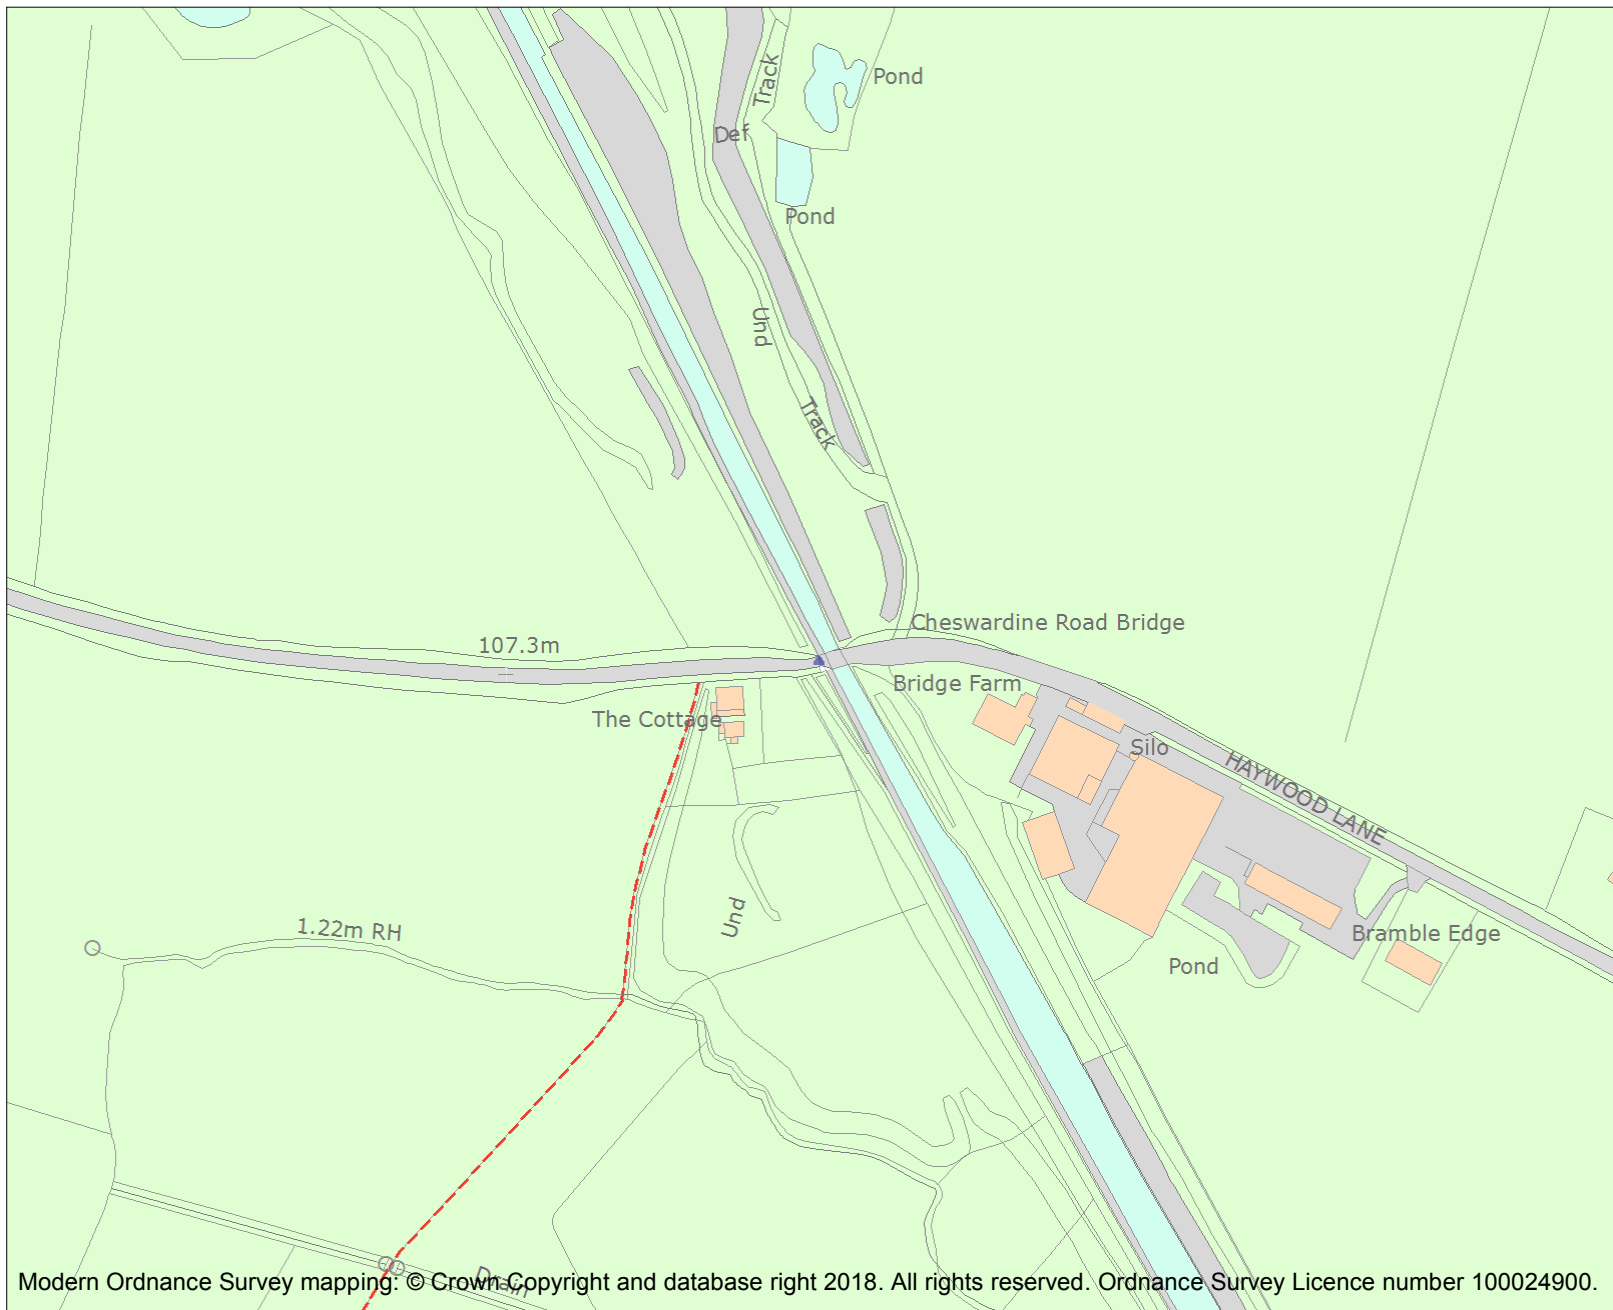 Pond
Track
Def
Pond
Und
Track
Cheswardine Road Bridge
107.3m
Bridge Farm
The Cottage
Silo
HAYWOOD LANE
Und
1.22m RH
Bramble Edge
Pond
Drain
Modern Ordnance Survey mapping: © Crown Copyright and database right 2018. All rights reserved. Ordnance Survey Licence number 100024900.